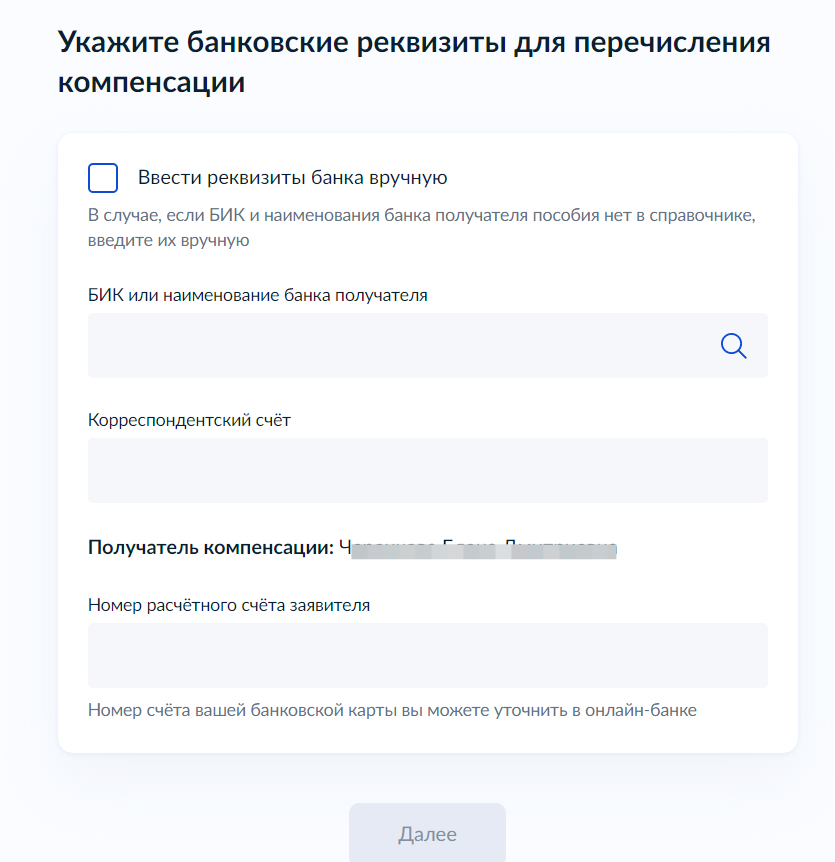 Укажите банковские реквизиты для перечисления
компенсации
Ввести реквизиты банка вручную
В случае, если БИК и наименования банка получателя пособия нет в справочнике,
введите их вручную
БИК или наименование банка получателя
Корреспондентский счёт
Получатель компенсации:
Номер расчётного счёта заявителя
Номер счёта вашей банковской карты вы можете уточнить в онлайн-банке
Далее